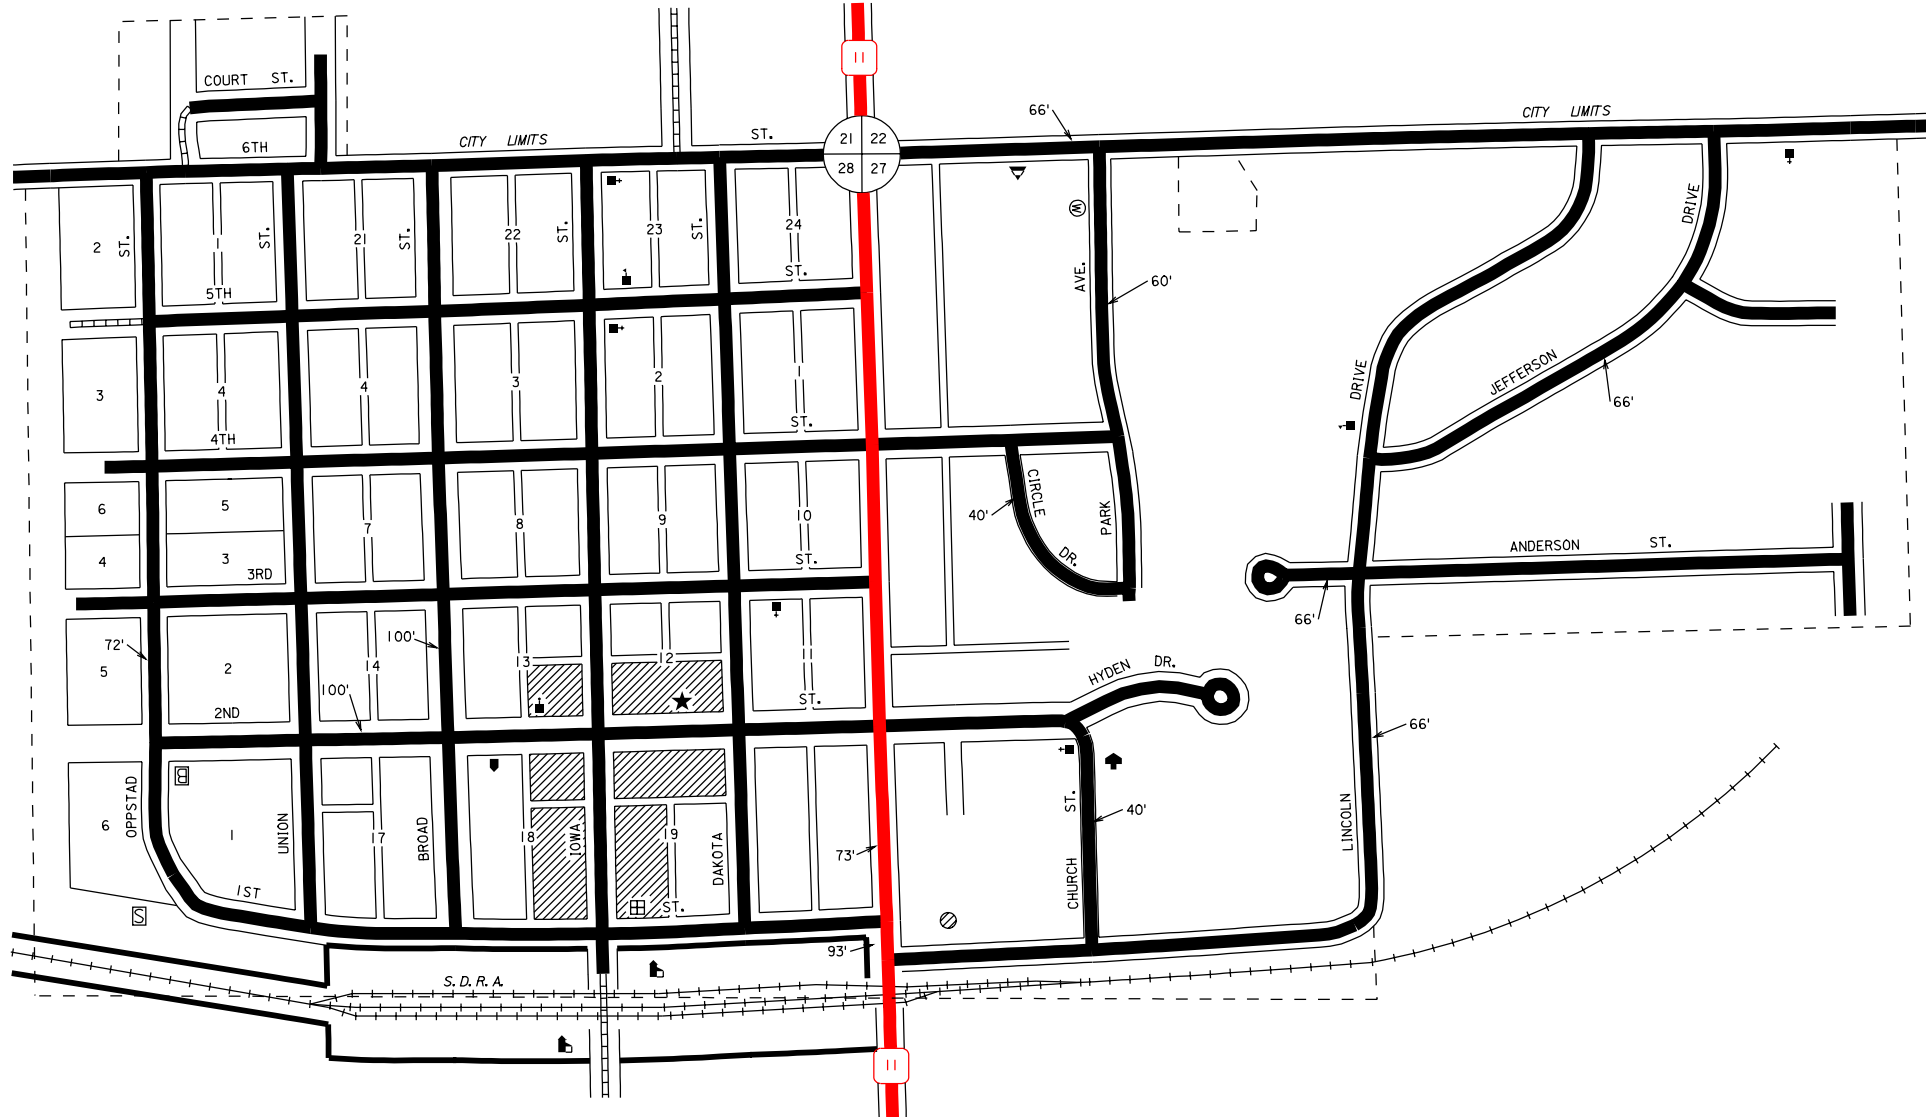 11
COURT ST.
6TH
CITY LIMITS
ST.
66'
CITY LIMITS
21 22
28 27
2
ST.
1
ST.
21
ST.
22
ST.
23
ST.
24
ST.
5TH
W
AVE.
60'
DRIVE
3
4
4TH
4
3
2
1
ST.
DRIVE
JEFFERSON
66'
6
5
4
3
3RD
7
8
9
10
ST.
CIRCLE
DR.
40'
PARK
ANDERSON ST.
66'
72'
5
2
2ND
14
100'
100'
13
12
11
ST.
HYDEN DR.
66'
B
6
OPPSTAD
1
UNION
17
BROAD
18
IOWA
19
DAKOTA
73'
ST.
CHURCH
40'
LINCOLN
1ST
ST.
S
93'
S.D.R.A.
11